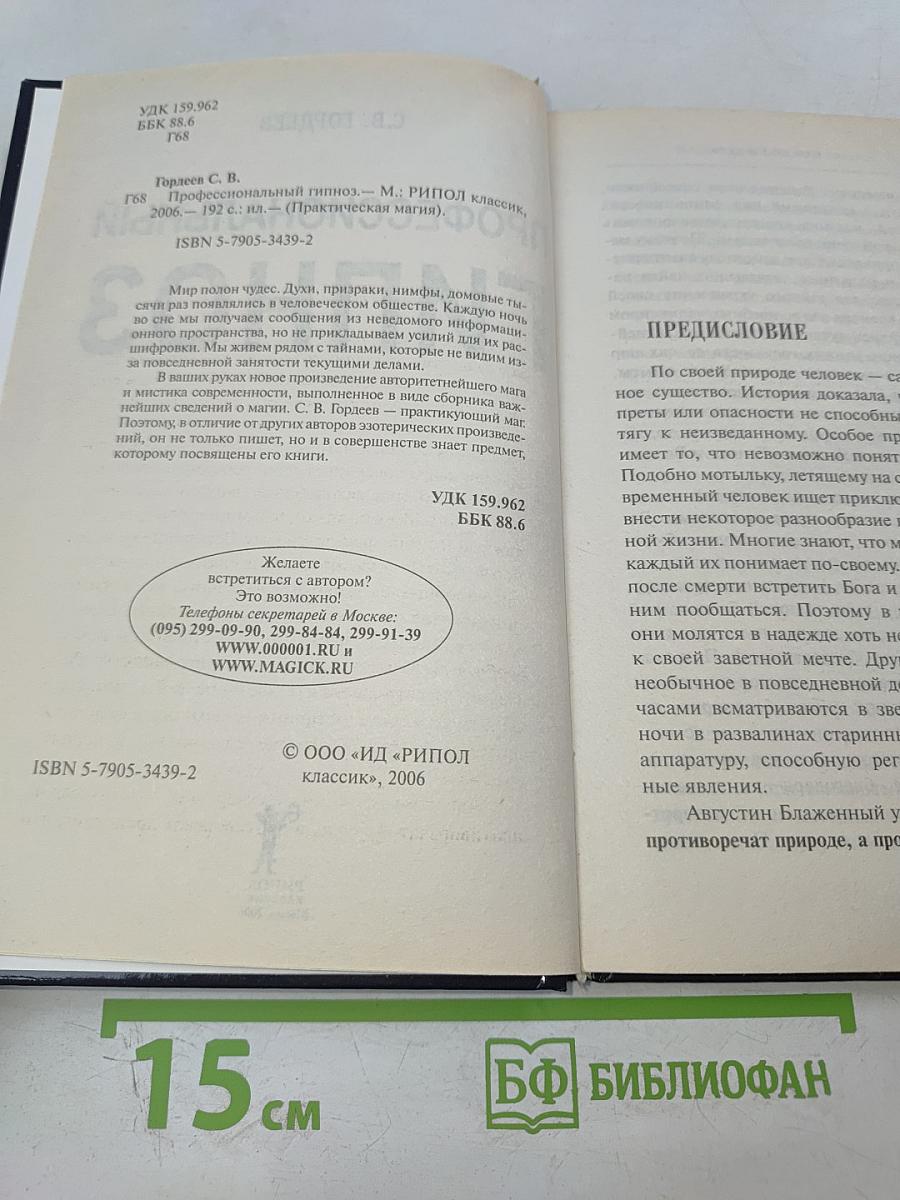 УДК 159.962
ББК 88.6
Г68
Гордеев С. В.
Г68 Профессиональный гипноз.— М.: РИПОЛ классик,
2006.— 192 с.: ил.— (Практическая магия).
ISBN 5-7905-3439-2
Мир полон чудес. Духи, призраки, нимфы, домовые ты-
сячи раз появлялись в человеческом обществе. Каждую ночь
во сне мы получаем сообщения из неведомого информаци-
онного пространства, но не прикладываем усилий для их рас-
шифровки. Мы живем рядом с тайнами, которые не видим из-
за повседневной занятости текущими делами.
В ваших руках новое произведение авторитетнейшего мага
и мистика современности, выполненное в виде сборника важ-
нейших сведений о магии. С. В. Гордеев — практикующий маг.
Поэтому, в отличие от других авторов эзотерических произведе-
ний, он не только пишет, но и в совершенстве знает предмет,
которому посвящены его книги.
УДК 159.962
ББК 88.6
Желаете
встретиться с автором?
Это возможно!
Телефоны секретарей в Москве:
(095) 299-09-90, 299-84-84, 299-91-39
WWW.000001.RU и
WWW.MAGICK.RU
ISBN 5-7905-3439-2
© ООО «ИД «РИПОЛ
классик», 2006
ПРЕДИСЛОВИЕ
По своей природе человек — са
ное существо. История доказала, ч
преты или опасности не способны
тягу к неизведанному. Особое пр
имеет то, что невозможно понят
Подобно мотыльку, летящему на с
временный человек ищет приклю
внести некоторое разнообразие
ной жизни. Многие знают, что м
каждый их понимает по-своему.
после смерти встретить Бога и
ним пообщаться. Поэтому в
они молятся в надежде хоть не
к своей заветной мечте. Друг
необычное в повседневной де
часами всматриваются в зве
ночи в развалинах старинн
аппаратуру, способную рег
ные явления.
Августин Блаженный у
противоречат природе, а про
15 см
БФ БИБЛИОФАН